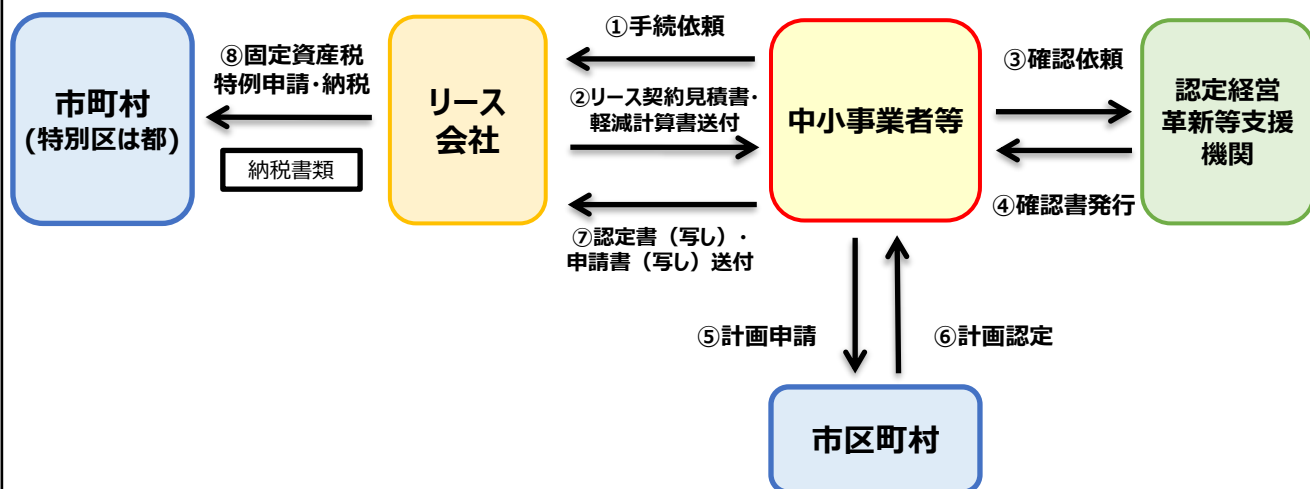 市町村
(特別区は都)
⑧固定資産税
特例申請・納税
納税書類
リース
会社
①手続依頼
②リース契約見積書・
軽減計算書送付
⑦認定書（写し）・
申請書（写し）送付
中小事業者等
③確認依頼
④確認書発行
認定経営
革新等支援
機関
⑤計画申請
⑥計画認定
市区町村